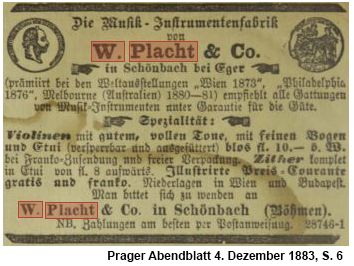 Die Musik-Instrumentenfabrik
von
W. Placht & Co.
in Schönbach bei Eger
(prämiirt bei den Weltausstellungen „Wien 1873", „Philadelphia
1876", Melbourne (Australien) 1880—81) empfiehlt alle Gattungen
von Musik-Instrumenten unter Garantie für die Güte.
Spezialität:
Violinen mit gutem, vollen Tone, mit feinen Bogen
und Etui (versperrbar und ausgefüttert) blos fl. 10.— ö. W.
bei Franko-Zusendung und freier Verpackung. Zither komplet
in Etui von fl. 8 aufwärts. Illustrirte Preis-Courante
gratis und franko. Niederlagen in Wien und Budapest.
Man bittet sich zu wenden an
W. Placht & Co. in Schönbach (Böhmen).
NB. Zahlungen am besten per Postanweisung. 28746-1
Prager Abendblatt 4. Dezember 1883, S. 6